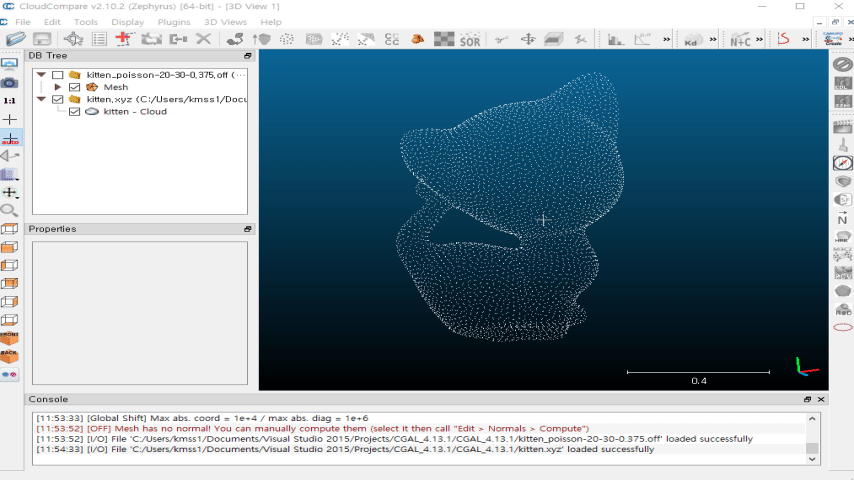 CloudCompare v2.10.2 (Zephyrus) [64-bit] - [3D View 1]
File Edit Tools Display Plugins 3D Views Help
SOR Kd N+C S
DB Tree
kitten_poisson-20-30-0,375,off (···
Mesh
kitten,xyz (C:/Users/kmss1/Docu
kitten - Cloud
1:1
auto
Properties
N
FRONT
BACK
0.4
Console
[11:53:33] [Global Shift] Max abs. coord = 1e+4 / max abs. diag = 1e+6
[11:53:52] [OFF] Mesh has no normal! You can manually compute them (select it then call "Edit > Normals > Compute")
[11:53:52] [I/O] File 'C:/Users/kmss1/Documents/Visual Studio 2015/Projects/CGAL_4.13.1/CGAL_4.13.1/kitten_poisson-20-30-0.375.off' loaded successfully
[11:54:33] [I/O] File 'C:/Users/kmss1/Documents/Visual Studio 2015/Projects/CGAL_4.13.1/CGAL_4.13.1/kitten.xyz' loaded successfully